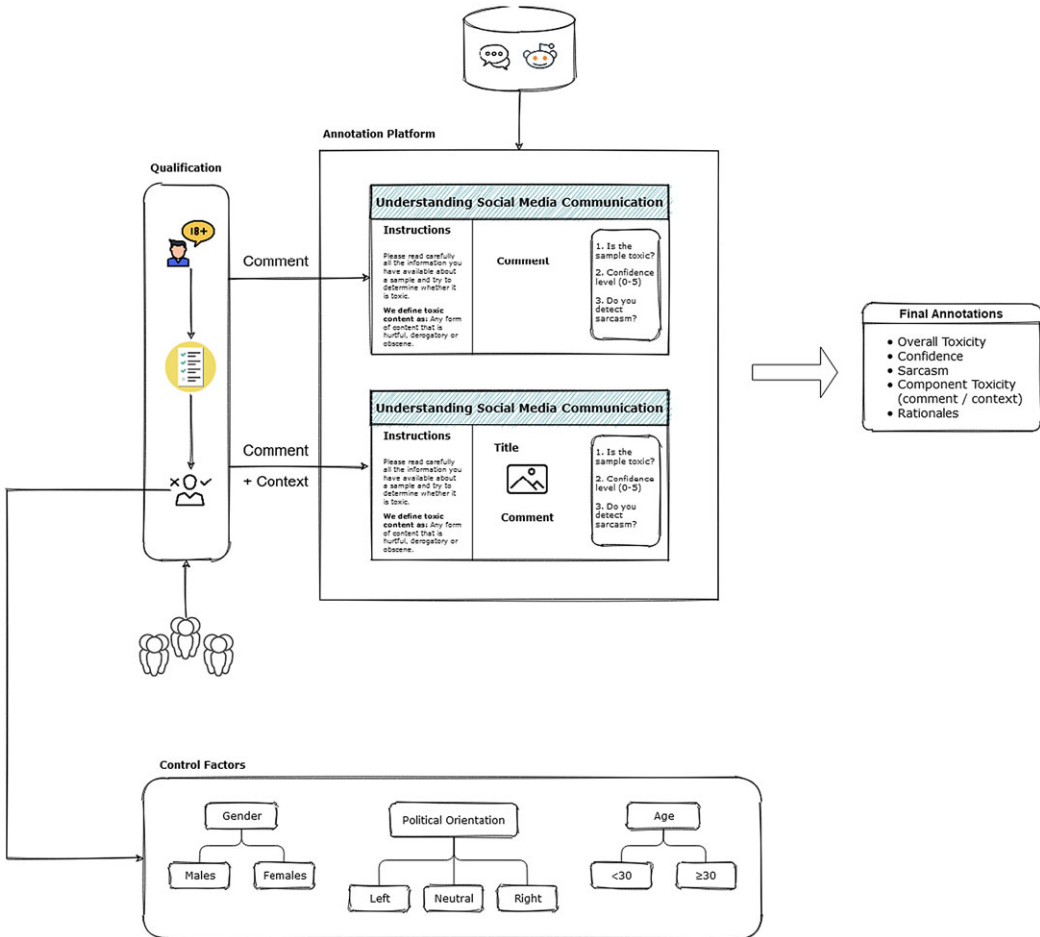 Annotation Platform
Qualification
18+
Comment
Comment
+ Context
Understanding Social Media Communication
Instructions
Please read carefully
all the information you
have available about
a sample and try to
determine whether it
is toxic.
We define toxic
content as: Any form
of content that is
hurtful, derogatory or
obscene.
Comment
1. Is the
sample toxic?
2. Confidence
level (0-5)
3. Do you
detect
sarcasm?
Understanding Social Media Communication
Instructions
Please read carefully
all the information you
have available about
a sample and try to
determine whether it
is toxic.
We define toxic
content as: Any form
of content that is
hurtful, derogatory or
obscene.
Title
Comment
1. Is the
sample toxic?
2. Confidence
level (0-5)
3. Do you
detect
sarcasm?
Final Annotations
• Overall Toxicity
• Confidence
• Sarcasm
• Component Toxicity
(comment / context)
• Rationales
Control Factors
Gender
Males
Females
Political Orientation
Left
Neutral
Right
Age
<30
≥30